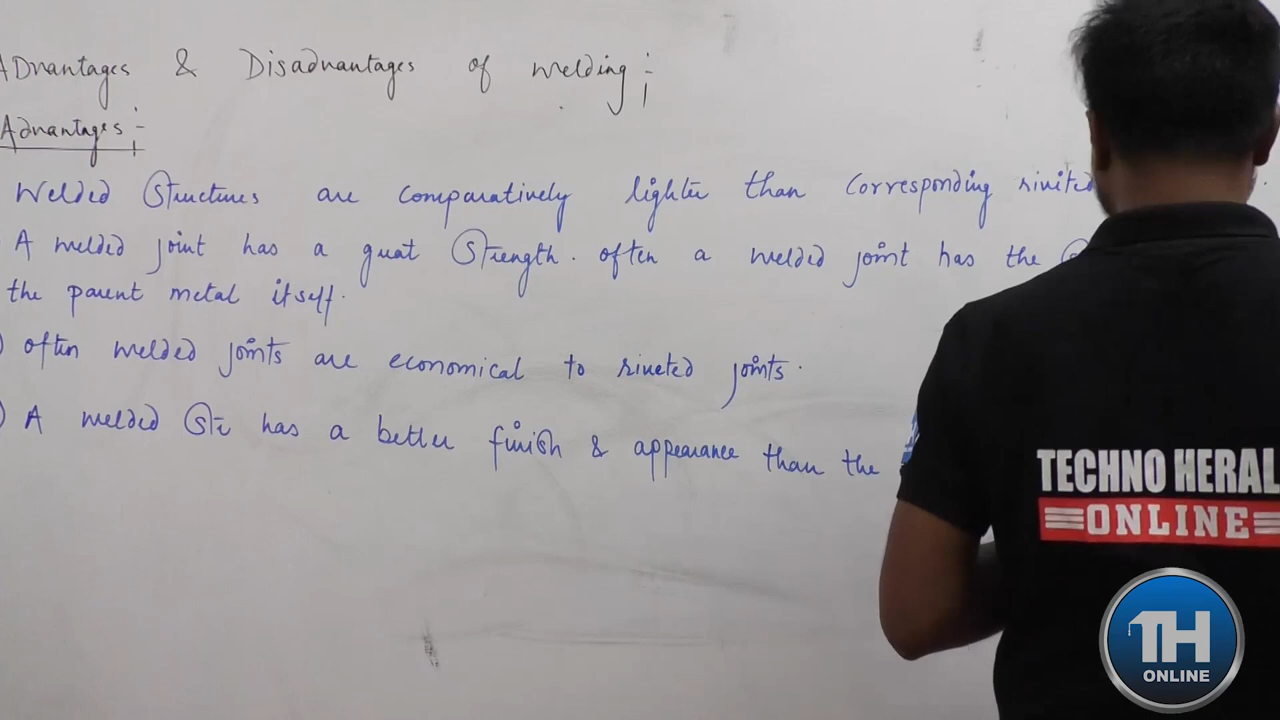 ADvantages & DisaDvantages of welding :-
ADvantages :-
Welded Structures are comparatively lighter than corresponding rivited
A welded joint has a great Strength. often a welded joint has the
the parent metal itself.
) often welded joints are economical to riveted joints.
) A welded Str has a better finish & appearance than the
TECHNO HERAL
ONLINE
TH
ONLINE